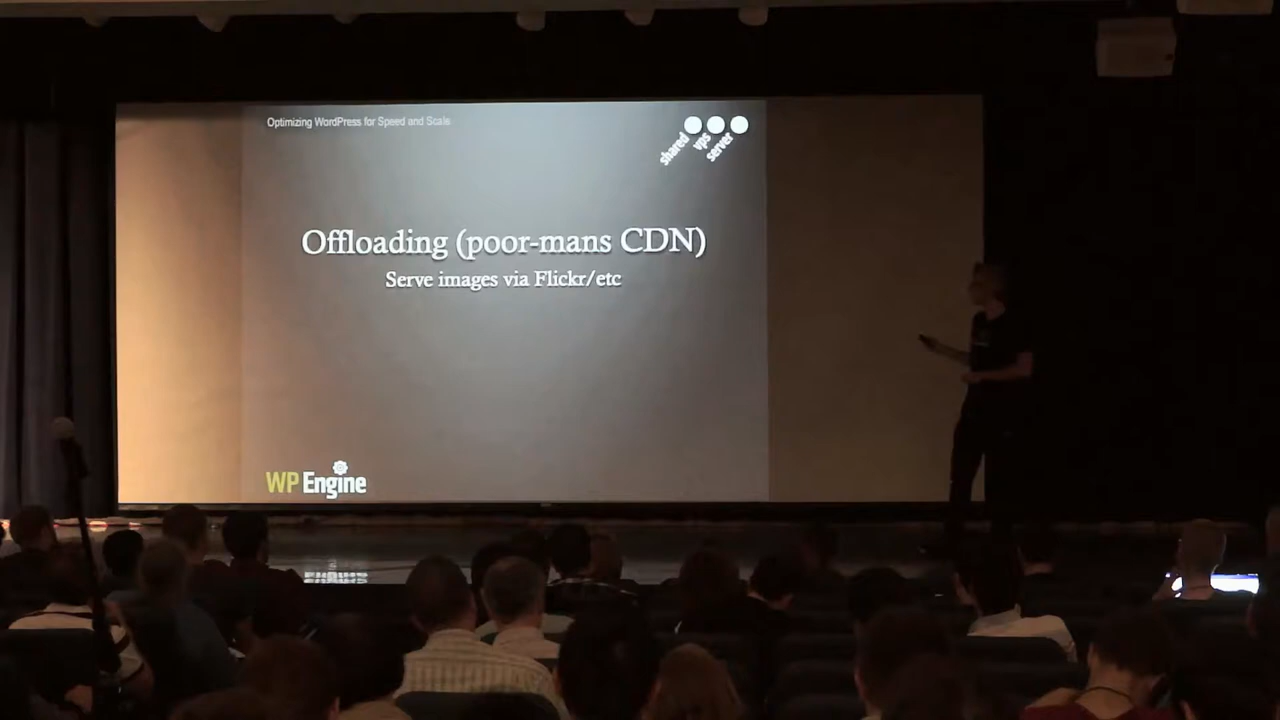 Optimizing WordPress for Speed and Scale
shared
vps
server
Offloading (poor-mans CDN)
Serve images via Flickr/etc
WP Engine